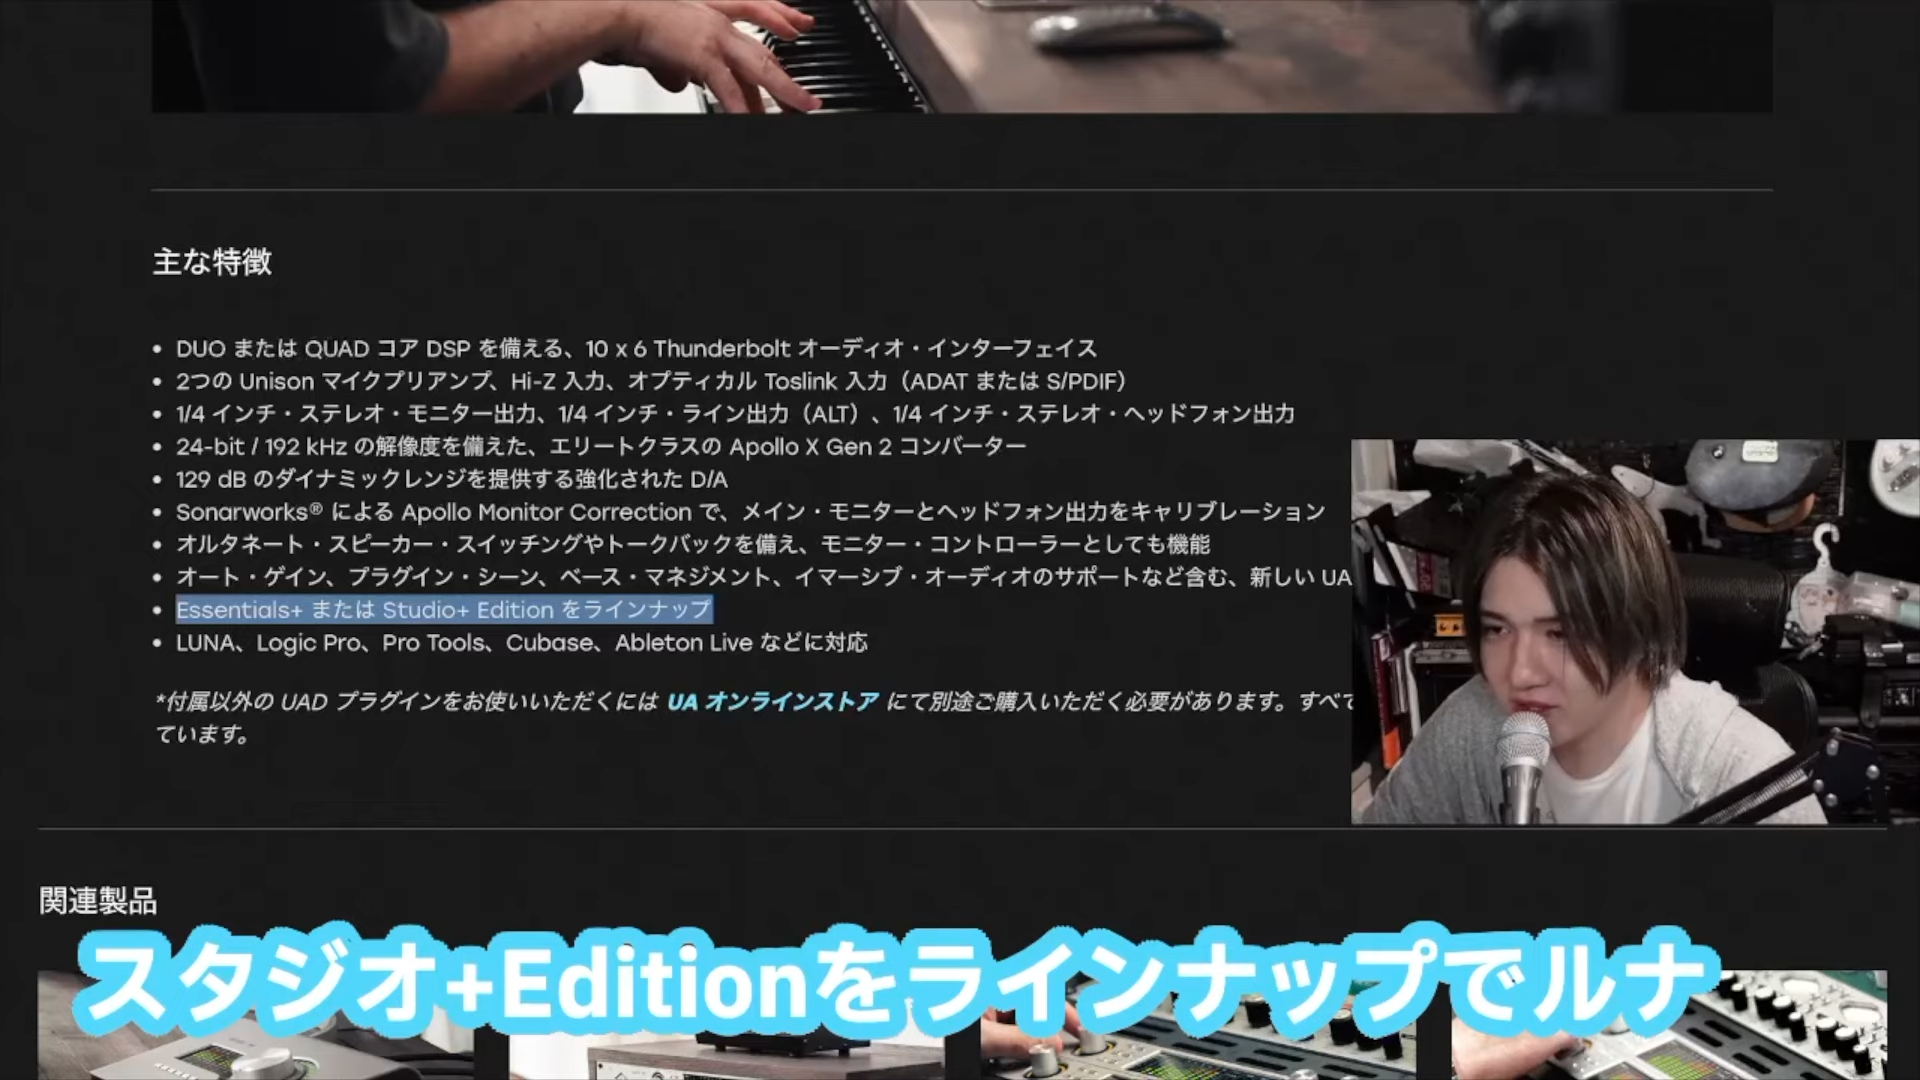 主な特徴
• DUO または QUAD コア DSP を備える、10 x 6 Thunderbolt オーディオ・インターフェイス
• 2つの Unison マイクプリアンプ、Hi-Z 入力、オプティカル Toslink 入力（ADAT または S/PDIF）
• 1/4 インチ・ステレオ・モニター出力、1/4 インチ・ライン出力（ALT）、1/4 インチ・ステレオ・ヘッドフォン出力
• 24-bit / 192 kHz の解像度を備えた、エリートクラスの Apollo X Gen 2 コンバーター
• 129 dB のダイナミックレンジを提供する強化された D/A
• Sonarworks® による Apollo Monitor Correction で、メイン・モニターとヘッドフォン出力をキャリブレーション
• オルタネート・スピーカー・スイッチングやトークバックを備え、モニター・コントローラーとしても機能
• オート・ゲイン、プラグイン・シーン、ベース・マネジメント、イマーシブ・オーディオのサポートなど含む、新しい UA
• Essentials+ または Studio+ Edition をラインナップ
• LUNA、Logic Pro、Pro Tools、Cubase、Ableton Live などに対応
*付属以外の UAD プラグインをお使いいただくには UA オンラインストア にて別途ご購入いただく必要があります。すべて
ています。
関連製品
スタジオ+Editionをラインナップでルナ